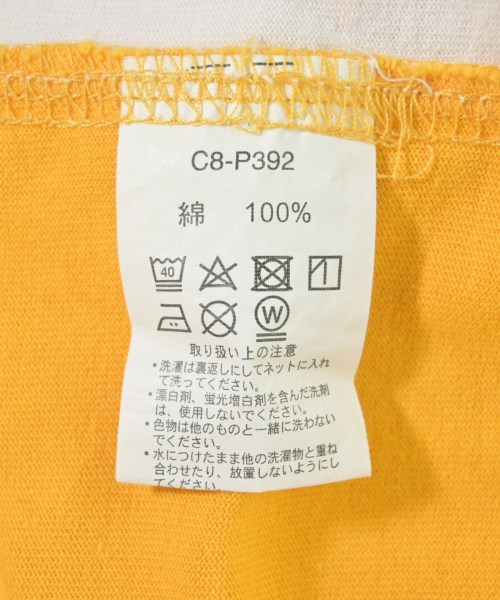 C8-P392
綿 100%
40
W
取り扱い上の注意
・洗濯は裏返しにしてネットに入れ
て洗ってください。
・漂白剤、蛍光増白剤を含んだ洗剤
は、使用しないでください。
・色物は他のものと一緒に洗わない
でください。
・水につけたまま他の洗濯物と重ね
合わせたり、放置しないようにし
てください。